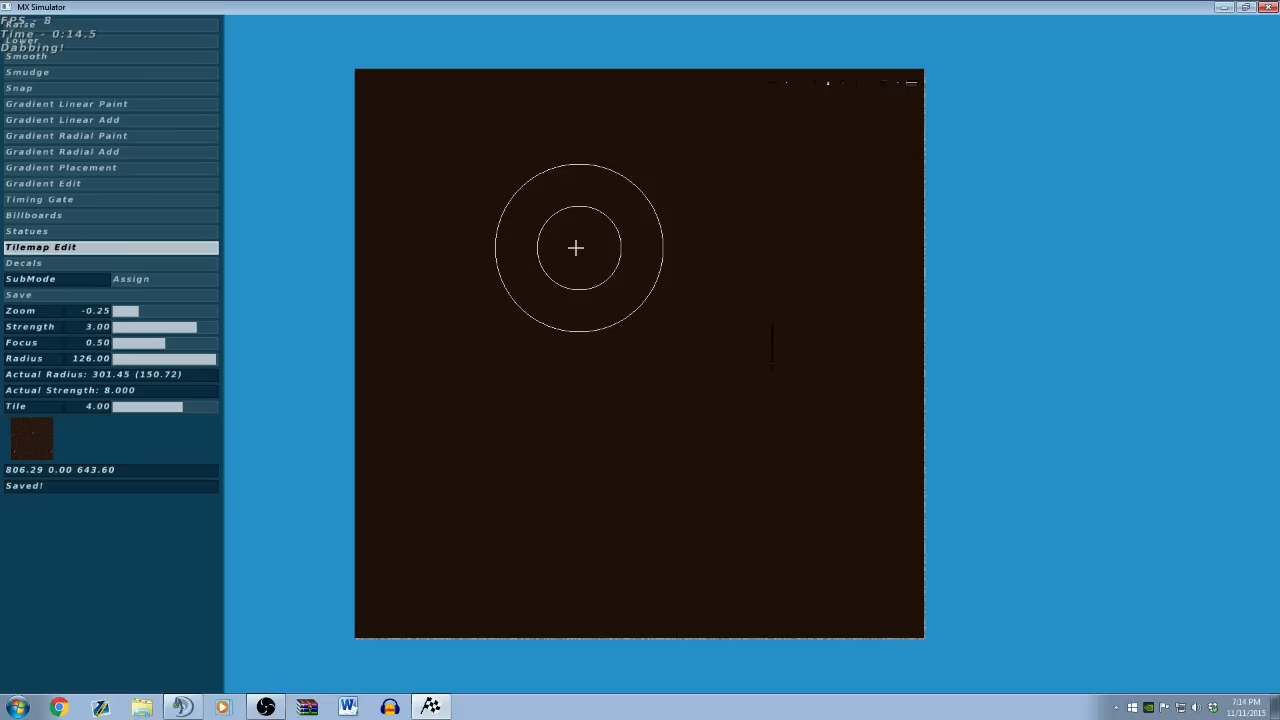 MX Simulator
FPS - 8
Raise
Time - 0:14.5
Lower
Dabbing!
Smooth
Smudge
Snap
Gradient Linear Paint
Gradient Linear Add
Gradient Radial Paint
Gradient Radial Add
Gradient Placement
Gradient Edit
Timing Gate
Billboards
Statues
Tilemap Edit
Decals
SubMode Assign
Save
Zoom -0.25
Strength 3.00
Focus 0.50
Radius 126.00
Actual Radius: 301.45 (150.72)
Actual Strength: 8.000
Tile 4.00
806.29 0.00 643.60
Saved!
W
7:14 PM
11/11/2015